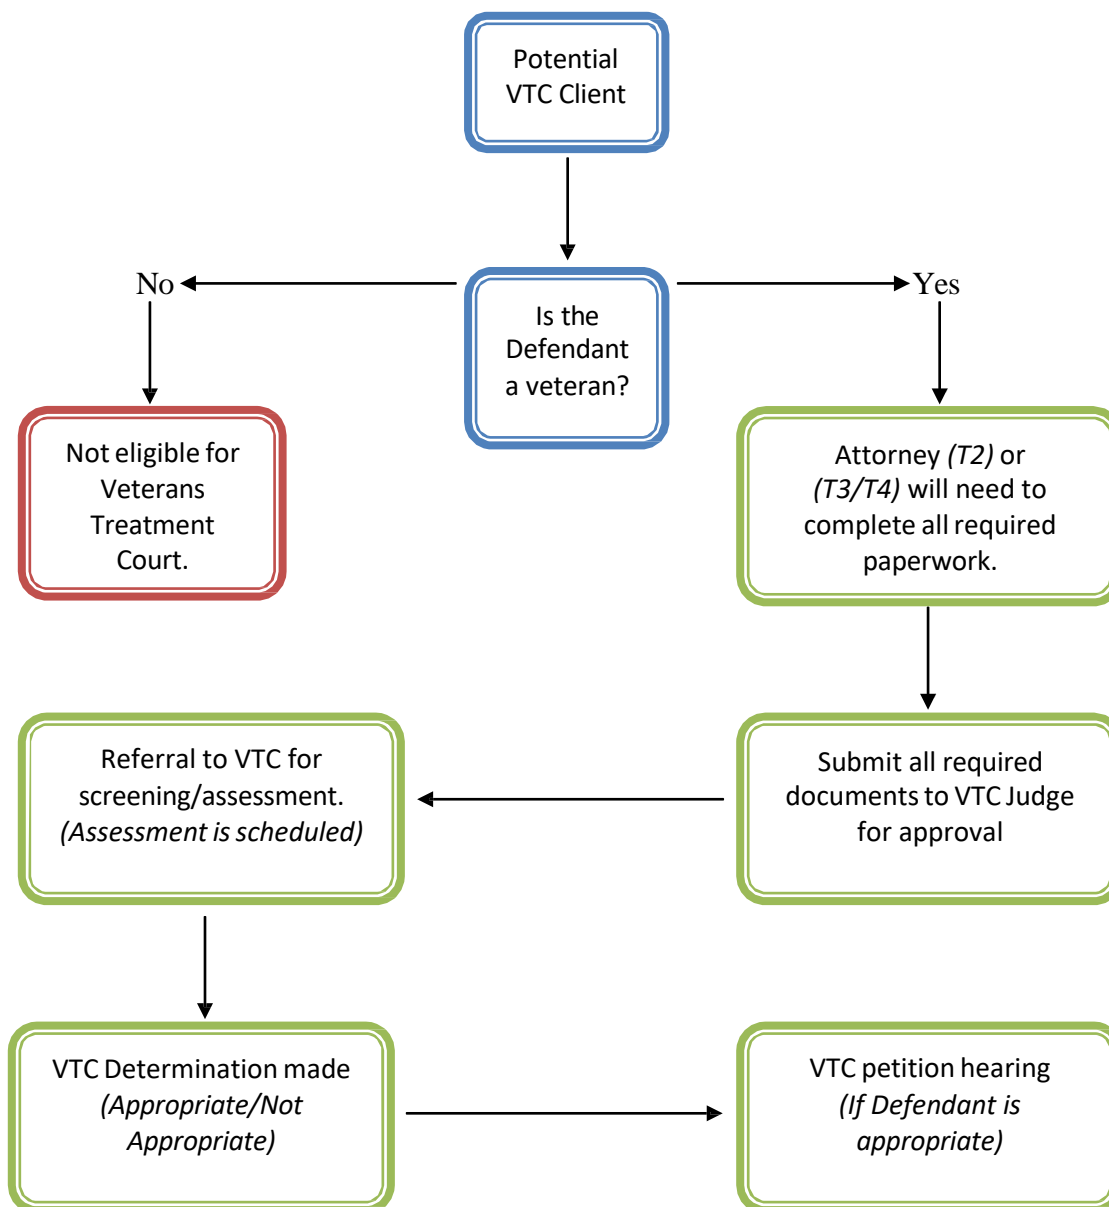 Potential
VTC Client
No
Yes
Is the
Defendant
a veteran?
Not eligible for
Veterans
Treatment
Court.
Attorney (T2) or
(T3/T4) will need to
complete all required
paperwork.
Referral to VTC for
screening/assessment.
(Assessment is scheduled)
Submit all required
documents to VTC Judge
for approval
VTC Determination made
(Appropriate/Not
Appropriate)
VTC petition hearing
(If Defendant is
appropriate)